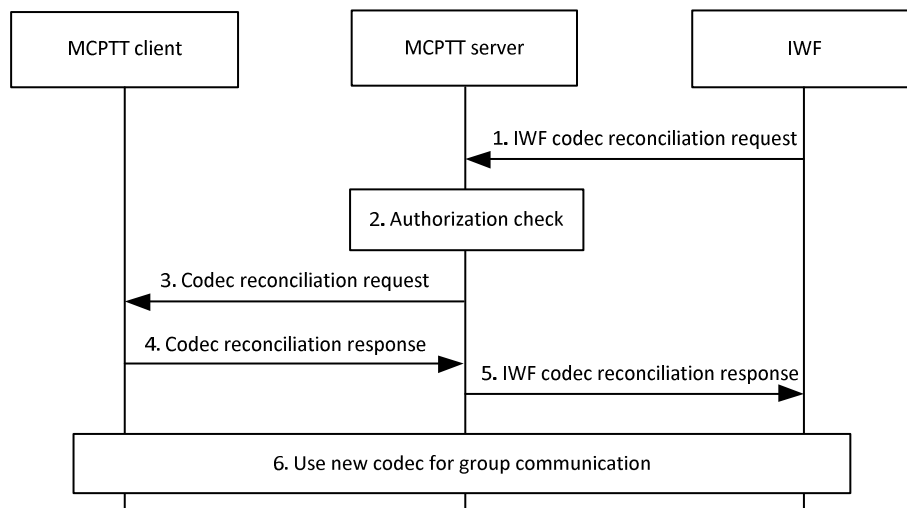 MCPTT client
MCPTT server
IWF
1. IWF codec reconciliation request
2. Authorization check
3. Codec reconciliation request
4. Codec reconciliation response
5. IWF codec reconciliation response
6. Use new codec for group communication